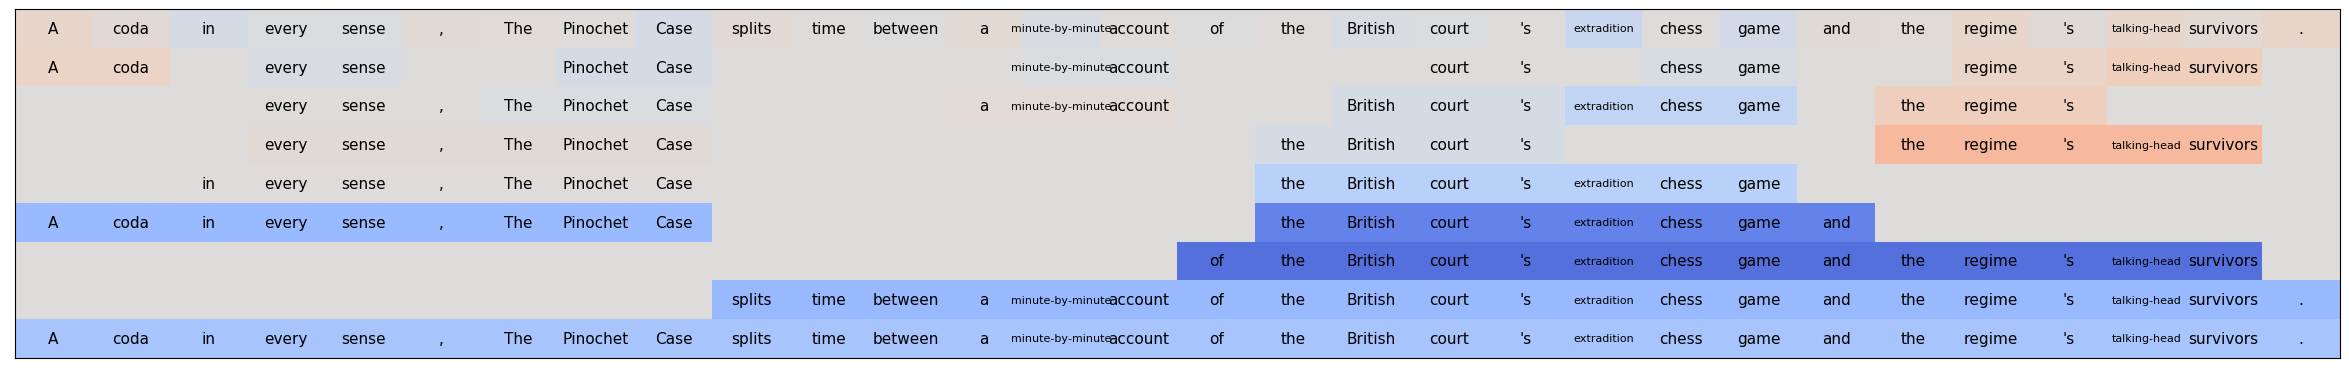 A coda in every sense , The Pinochet Case splits time between a minute-by-minute account of the British court 's extradition chess game and the regime 's talking-head survivors .
A coda every sense Pinochet Case minute-by-minute account court 's chess game regime 's talking-head survivors
every sense , The Pinochet Case a minute-by-minute account British court 's extradition chess game the regime 's
every sense , The Pinochet Case the British court 's the regime 's talking-head survivors
in every sense , The Pinochet Case the British court 's extradition chess game
A coda in every sense , The Pinochet Case the British court 's extradition chess game and
of the British court 's extradition chess game and the regime 's talking-head survivors
splits time between a minute-by-minute account of the British court 's extradition chess game and the regime 's talking-head survivors .
A coda in every sense , The Pinochet Case splits time between a minute-by-minute account of the British court 's extradition chess game and the regime 's talking-head survivors .